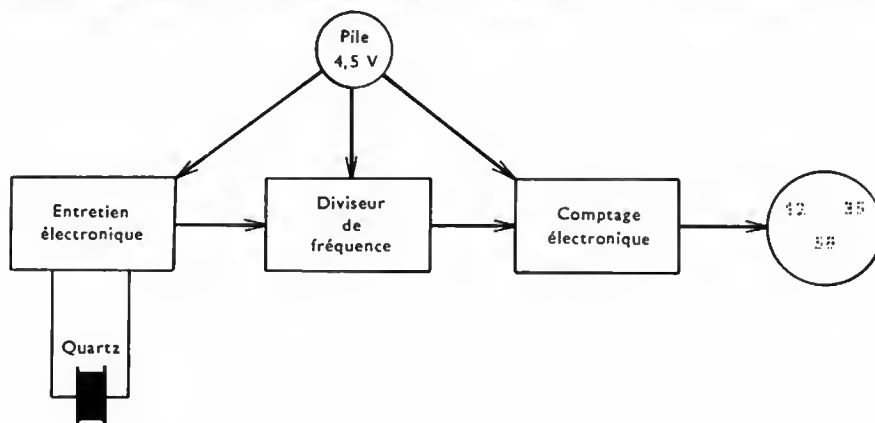 Pile
4,5 V
Entretien
électronique
Diviseur
de
fréquence
Comptage
électronique
12 35
58
Quartz